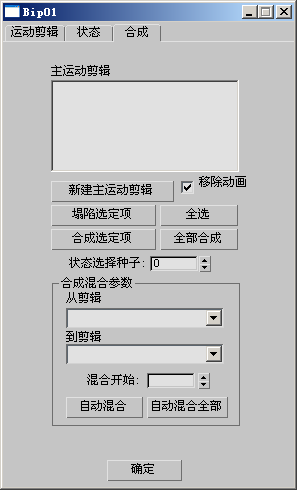 Bip01
运动剪辑 状态 合成
主运动剪辑
新建主运动剪辑 移除动画
塌陷选定项 全选
合成选定项 全部合成
状态选择种子: 0
合成混合参数
从剪辑
到剪辑
混合开始:
自动混合 自动混合全部
确定